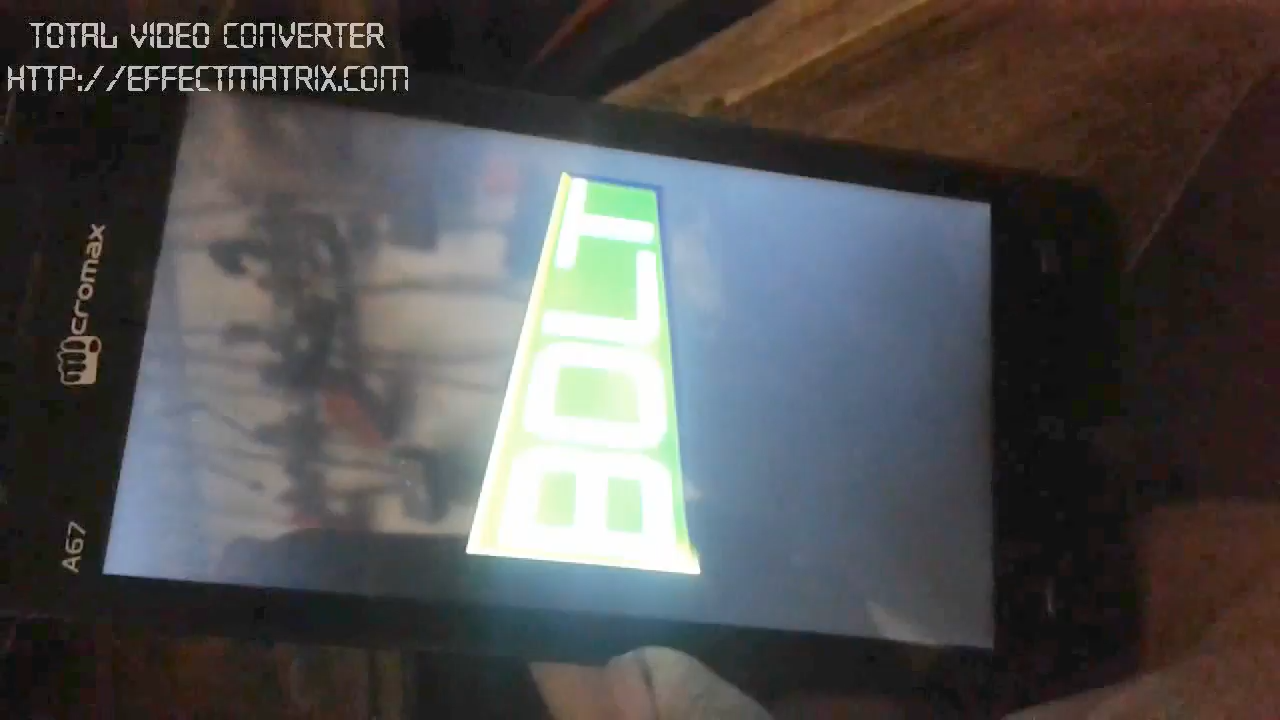 TOTAL VIDEO CONVERTER
HTTP://EFFECTMATRIX.COM
micromax
A67
BOLT